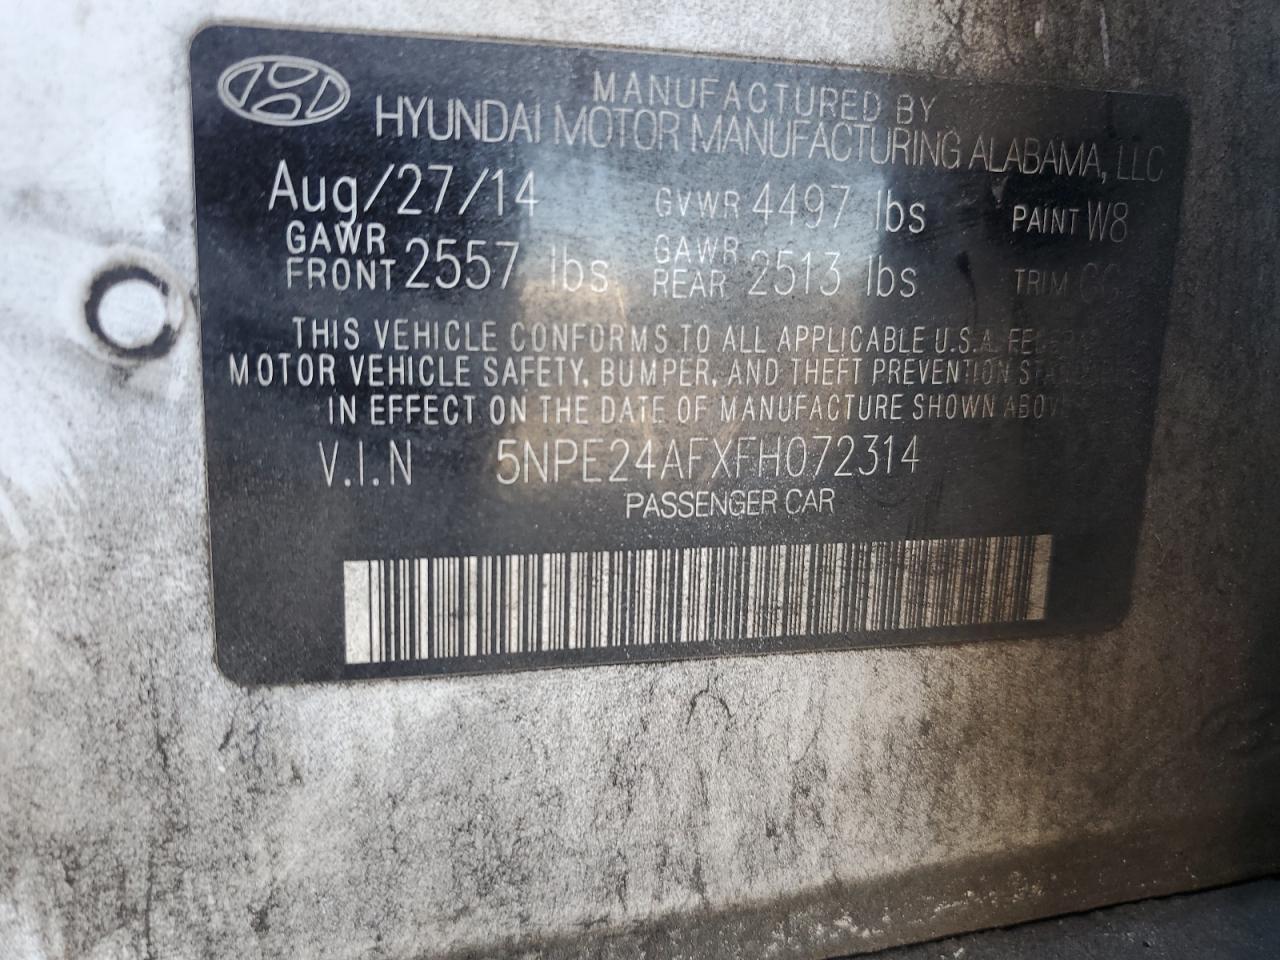 MANUFACTURED BY
HYUNDAI MOTOR MANUFACTURING ALABAMA, LLC
Aug/27/14 GVWR 4497 lbs PAINT W8
GAWR FRONT 2557 lbs GAWR REAR 2513 lbs TRIM
THIS VEHICLE CONFORMS TO ALL APPLICABLE U.S.A.
MOTOR VEHICLE SAFETY, BUMPER, AND THEFT PREVENTION
IN EFFECT ON THE DATE OF MANUFACTURE SHOWN
V.I.N 5NPE24AFXFH072314
PASSENGER CAR